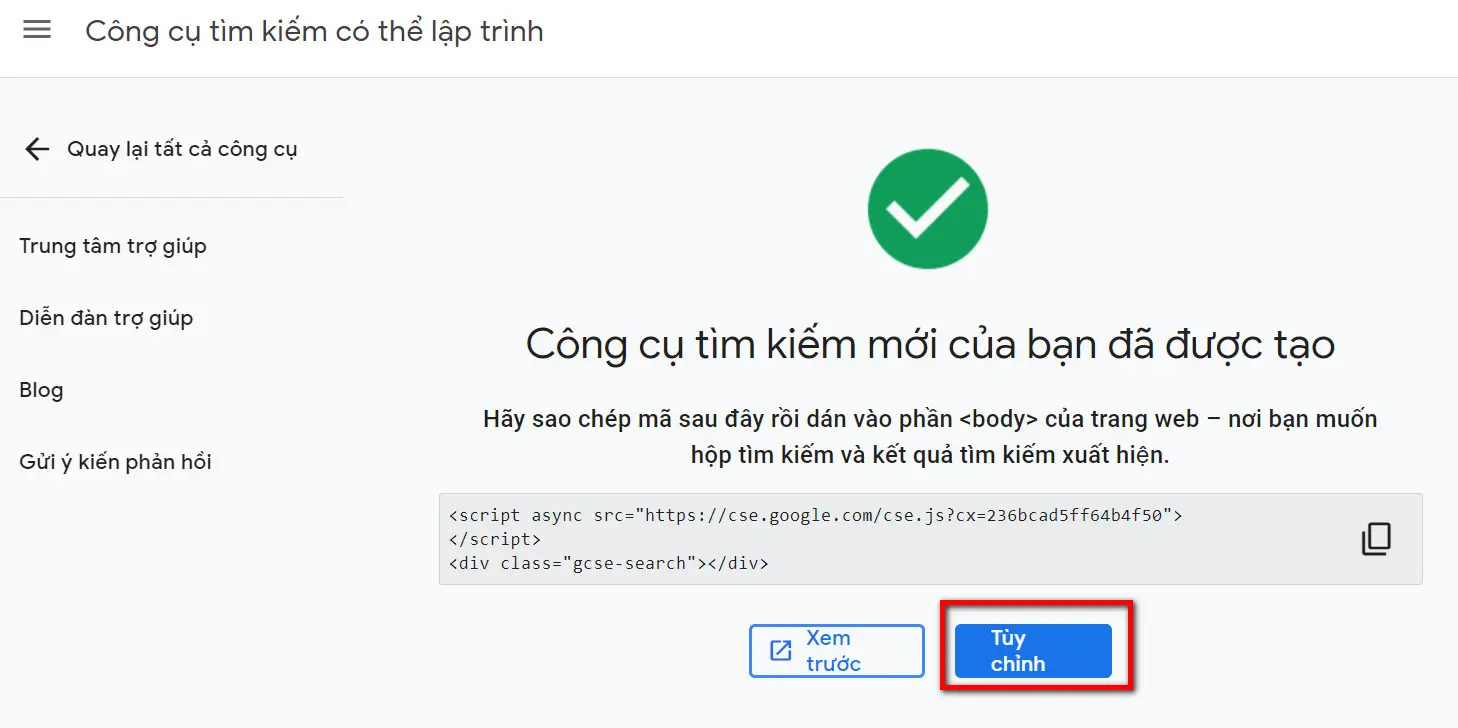 Công cụ tìm kiếm có thể lập trình
Quay lại tất cả công cụ
Trung tâm trợ giúp
Diễn đàn trợ giúp
Blog
Gửi ý kiến phản hồi
Công cụ tìm kiếm mới của bạn đã được tạo
Hãy sao chép mã sau đây rồi dán vào phần <body> của trang web – nơi bạn muốn
hộp tìm kiếm và kết quả tìm kiếm xuất hiện.
<script async src="https://cse.google.com/cse.js?cx=236bcad5ff64b4f50">
</script>
<div class="gcse-search"></div>
Xem
trước
Tùy
chỉnh